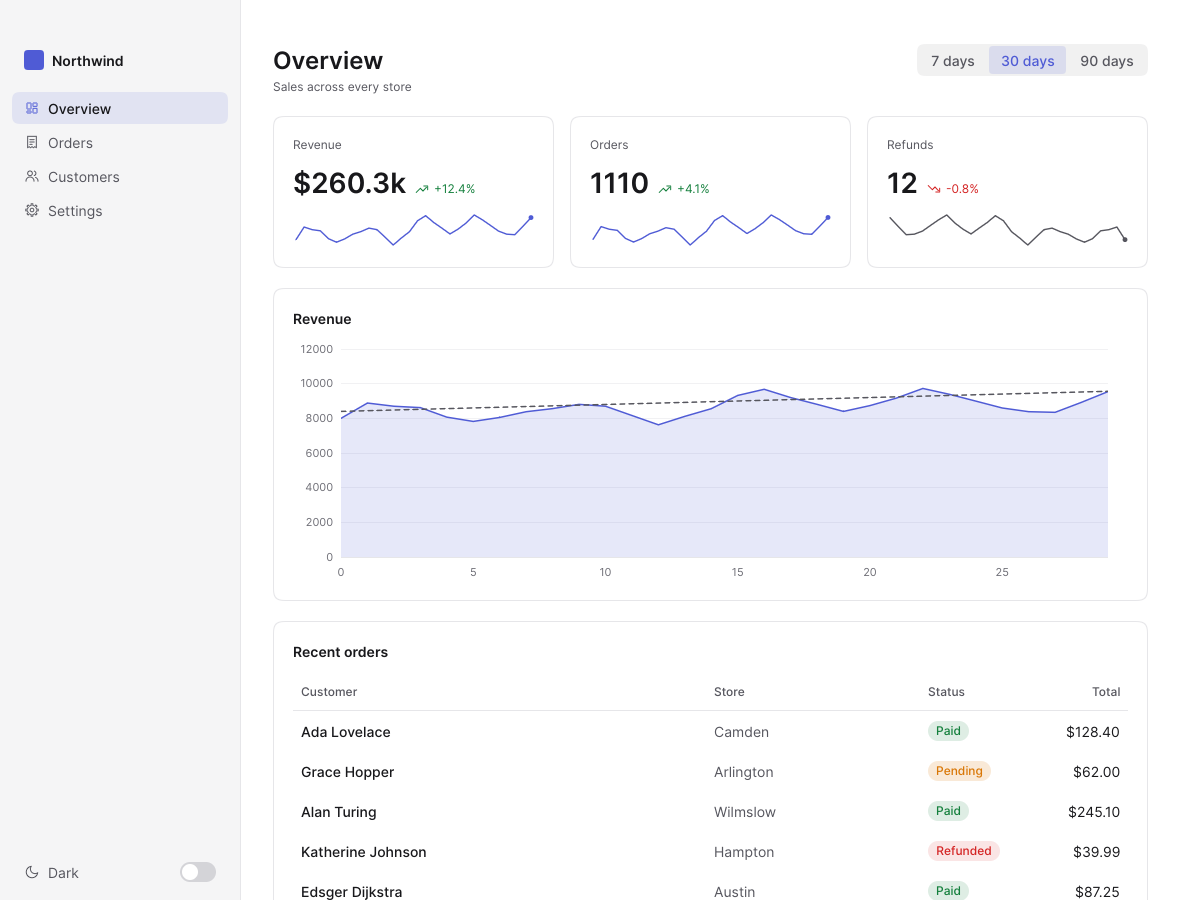 Northwind
Overview
Orders
Customers
Settings
Dark
Overview
Sales across every store
7 days 30 days 90 days
Revenue
$260.3k +12.4%
Orders
1110 +4.1%
Refunds
12 -0.8%
Revenue
12000
10000
8000
6000
4000
2000
0
0 5 10 15 20 25
Recent orders
Customer Store Status Total
Ada Lovelace Camden Paid $128.40
Grace Hopper Arlington Pending $62.00
Alan Turing Wilmslow Paid $245.10
Katherine Johnson Hampton Refunded $39.99
Edsger Dijkstra Austin Paid $87.25